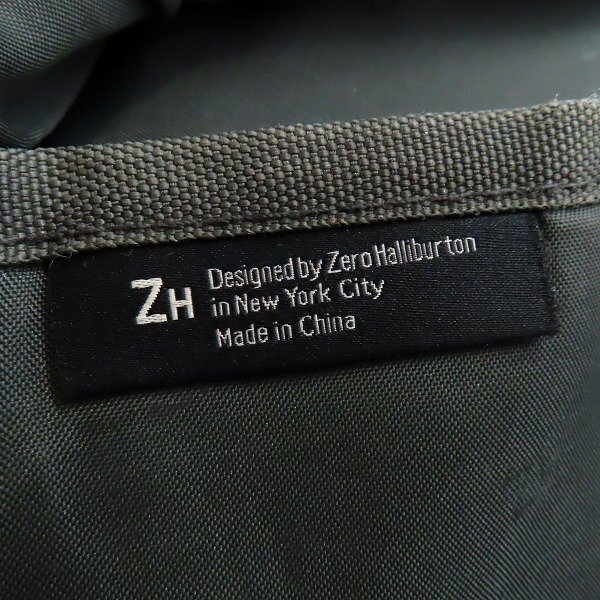 ZH
Designed by Zero Halliburton
in New York City
Made in China